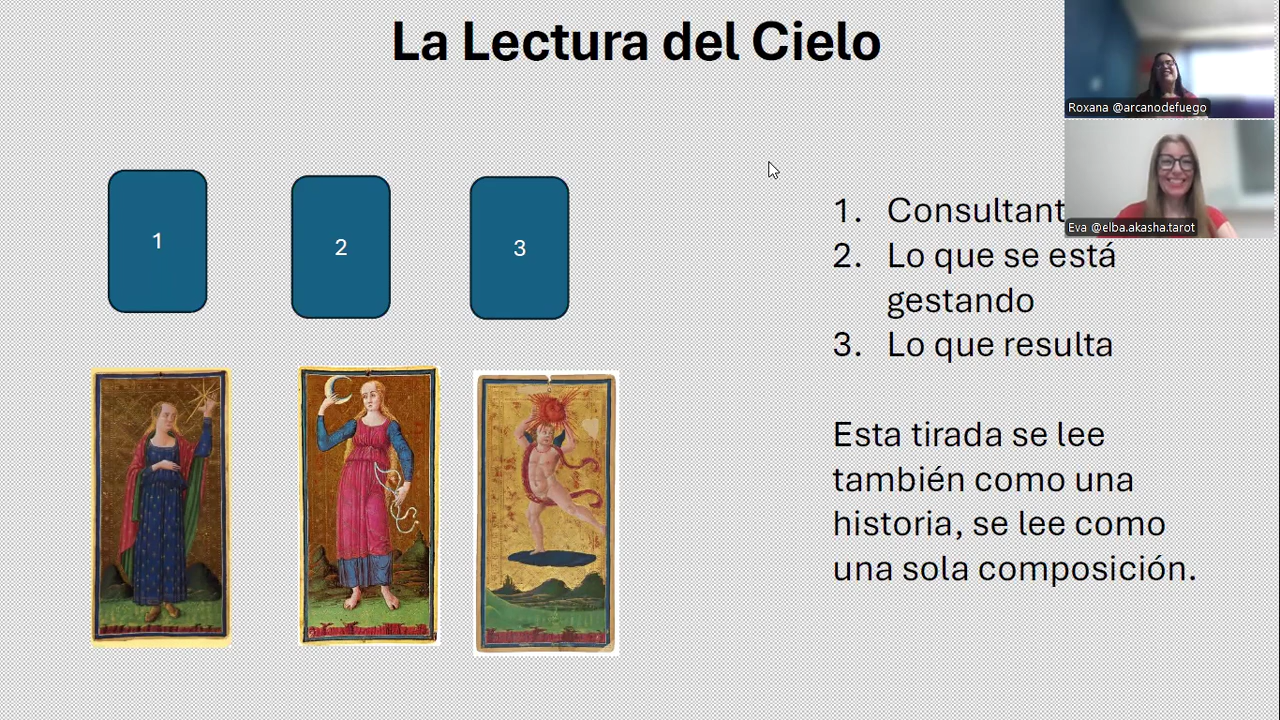 La Lectura del Cielo
Roxana @arcanodefuego
Eva @elba.akasha.tarot
1
2
3
1. Consultant
2. Lo que se está
gestando
3. Lo que resulta
Esta tirada se lee
también como una
historia, se lee como
una sola composición.